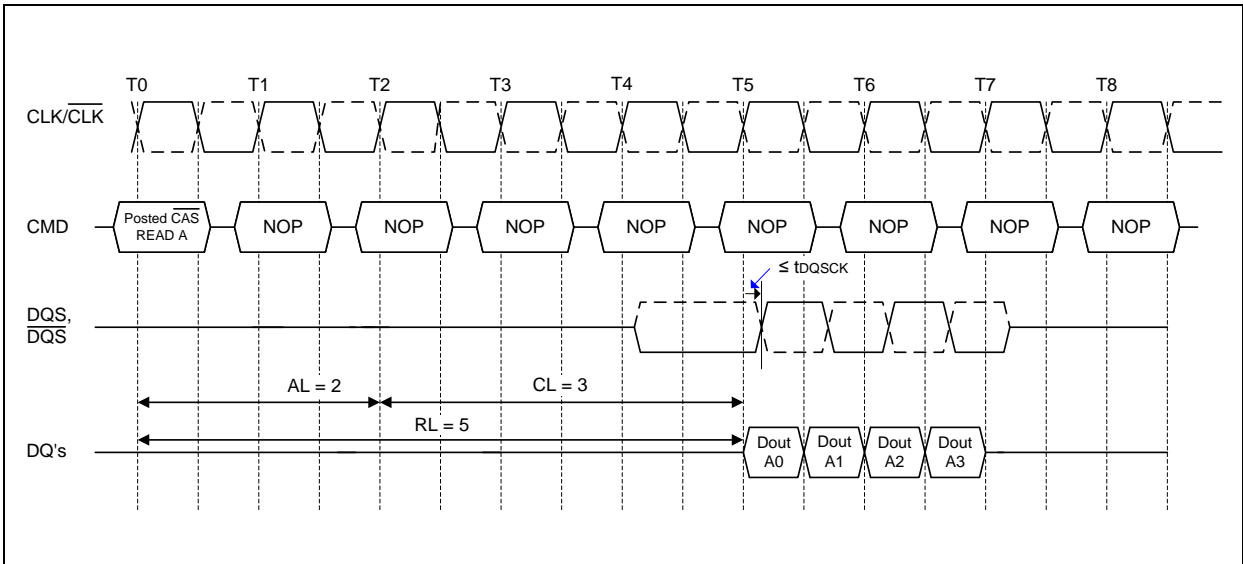 T0 T1 T2 T3 T4 T5 T6 T7 T8
CLK/CLK
CMD
Posted CAS
READ A
NOP NOP NOP NOP NOP NOP NOP NOP
≤ tDQSCK
DQS,
DQS
AL = 2 CL = 3
RL = 5
DQ's
Dout
A0
Dout
A1
Dout
A2
Dout
A3